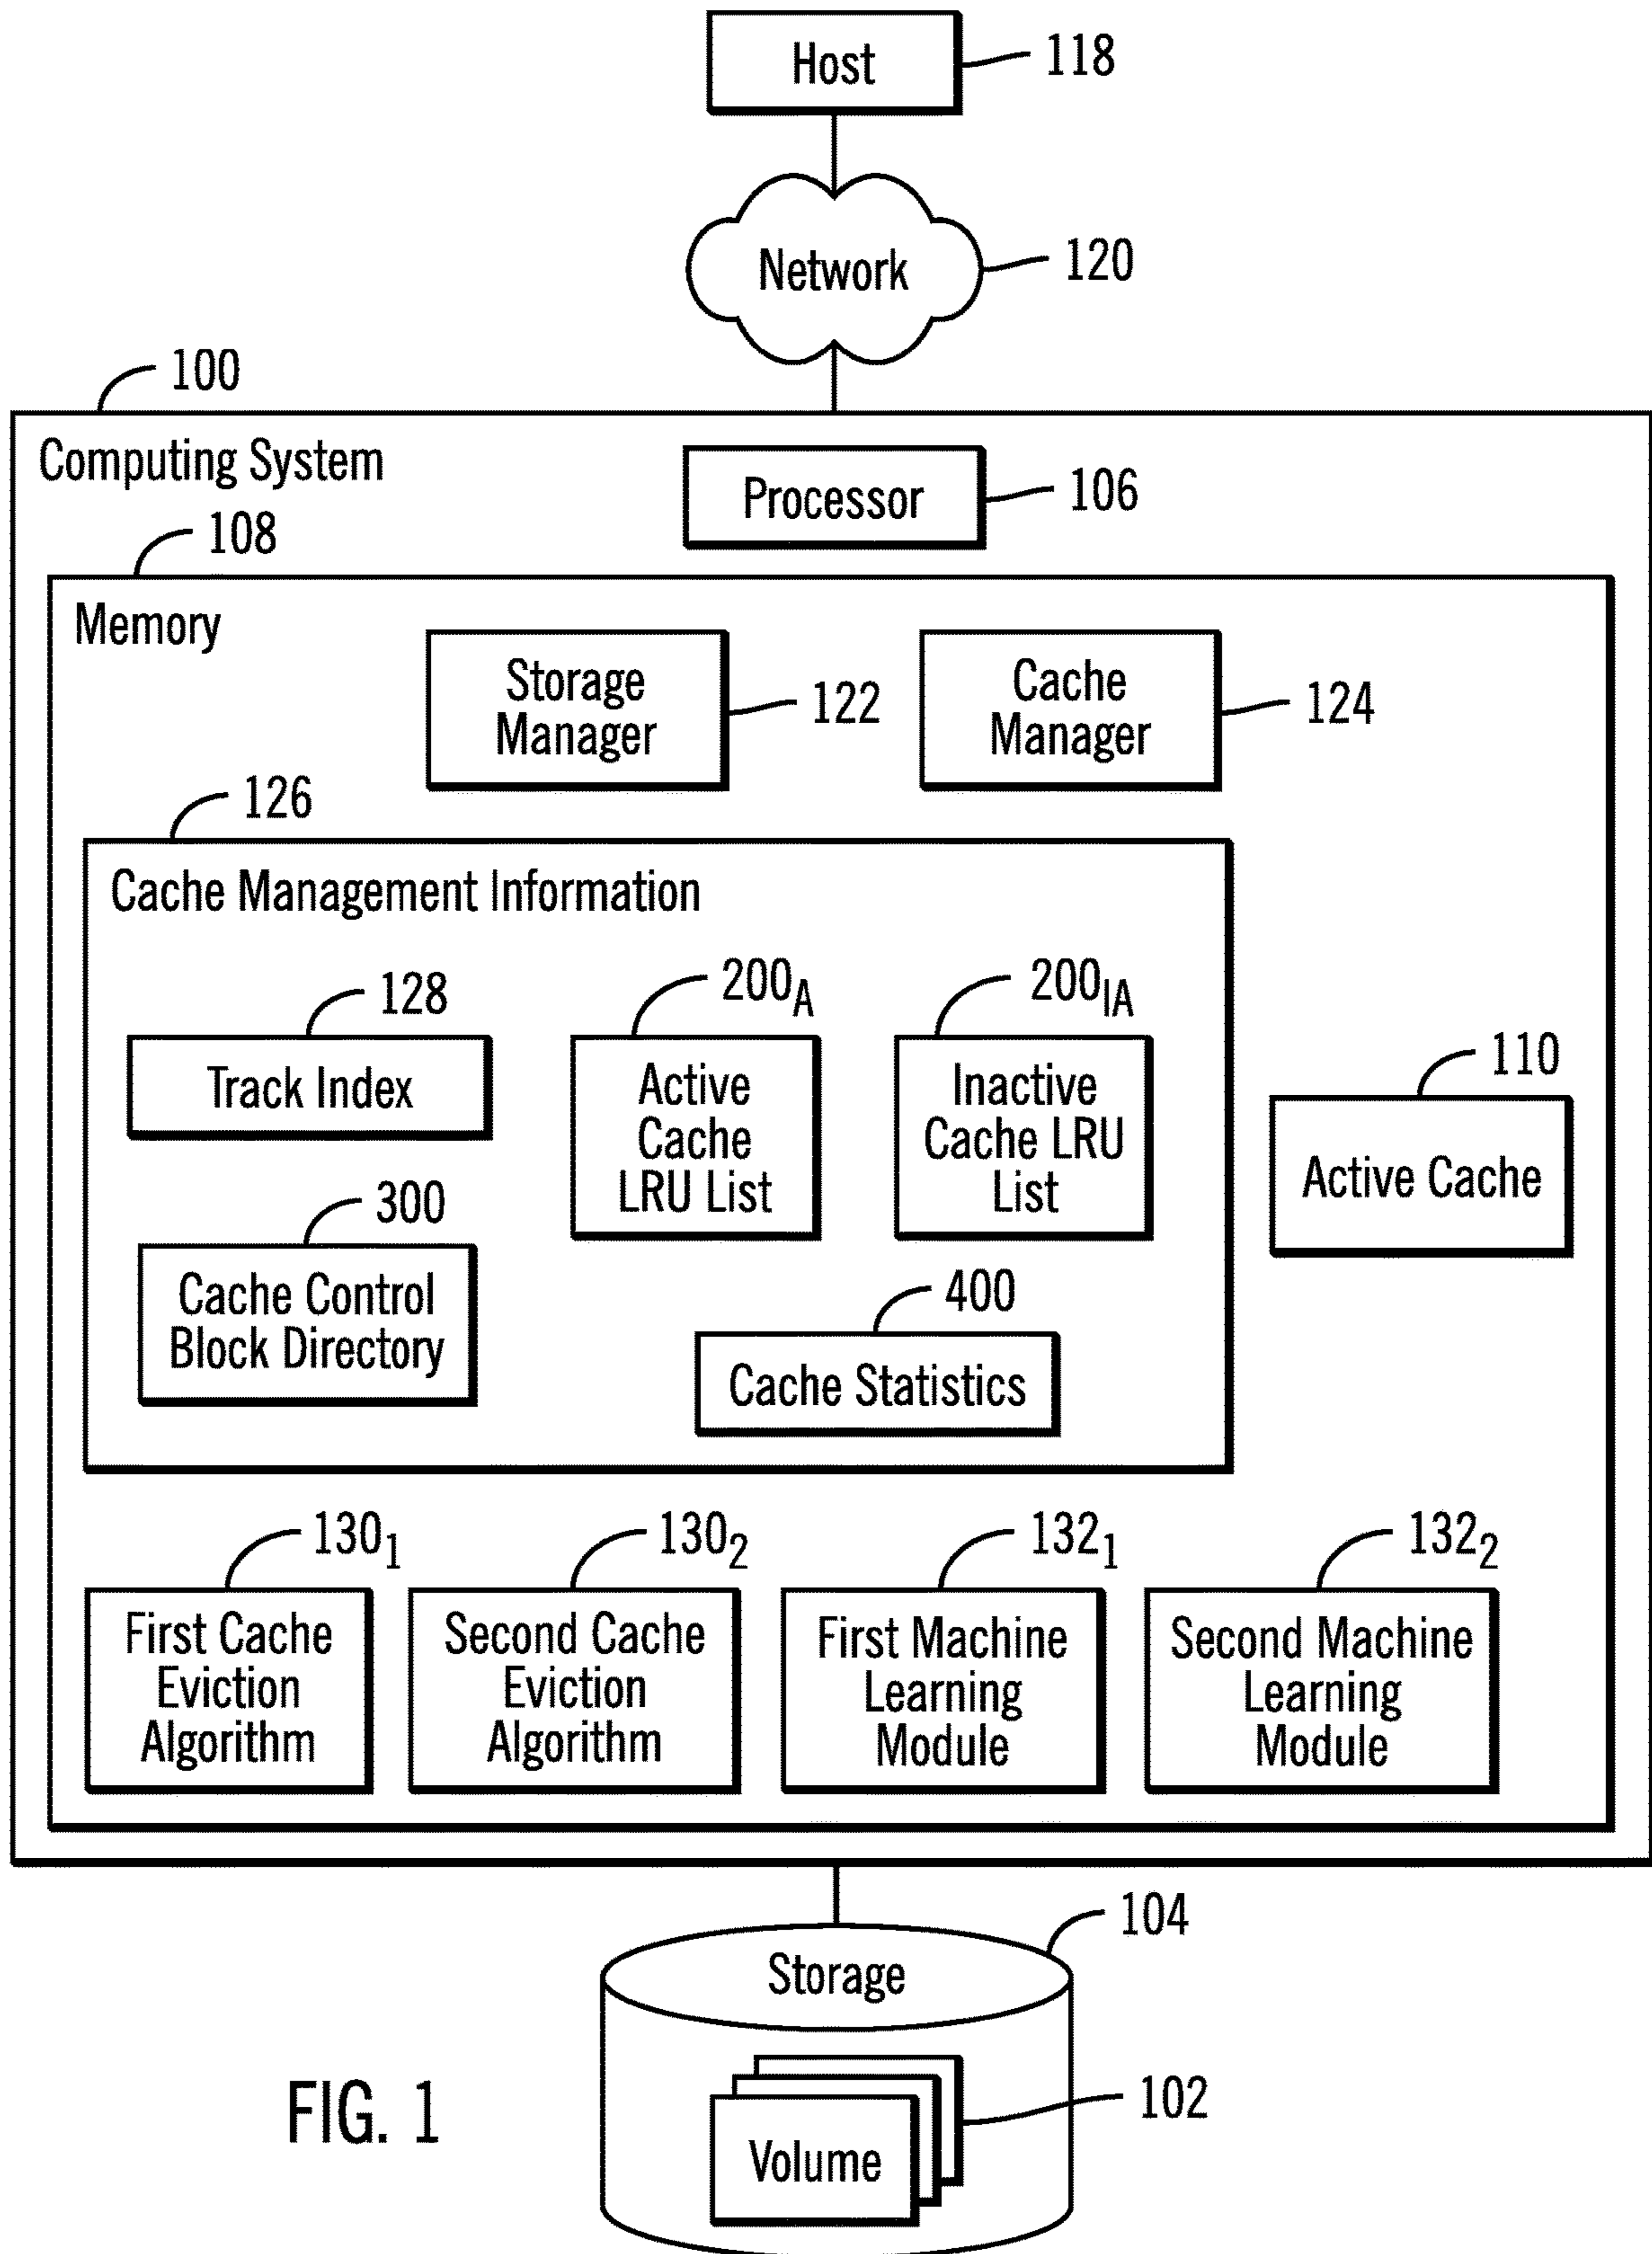 Host
118
Network
120
100
Computing System
Processor
106
108
Memory
Storage
Manager
122
Cache
Manager
124
126
Cache Management Information
128
Track Index
200A
Active
Cache
LRU List
200IA
Inactive
Cache LRU
List
110
Active Cache
300
Cache Control
Block Directory
400
Cache Statistics
1301
First Cache
Eviction
Algorithm
1302
Second Cache
Eviction
Algorithm
1321
First Machine
Learning
Module
1322
Second Machine
Learning
Module
104
Storage
102
Volume
FIG. 1